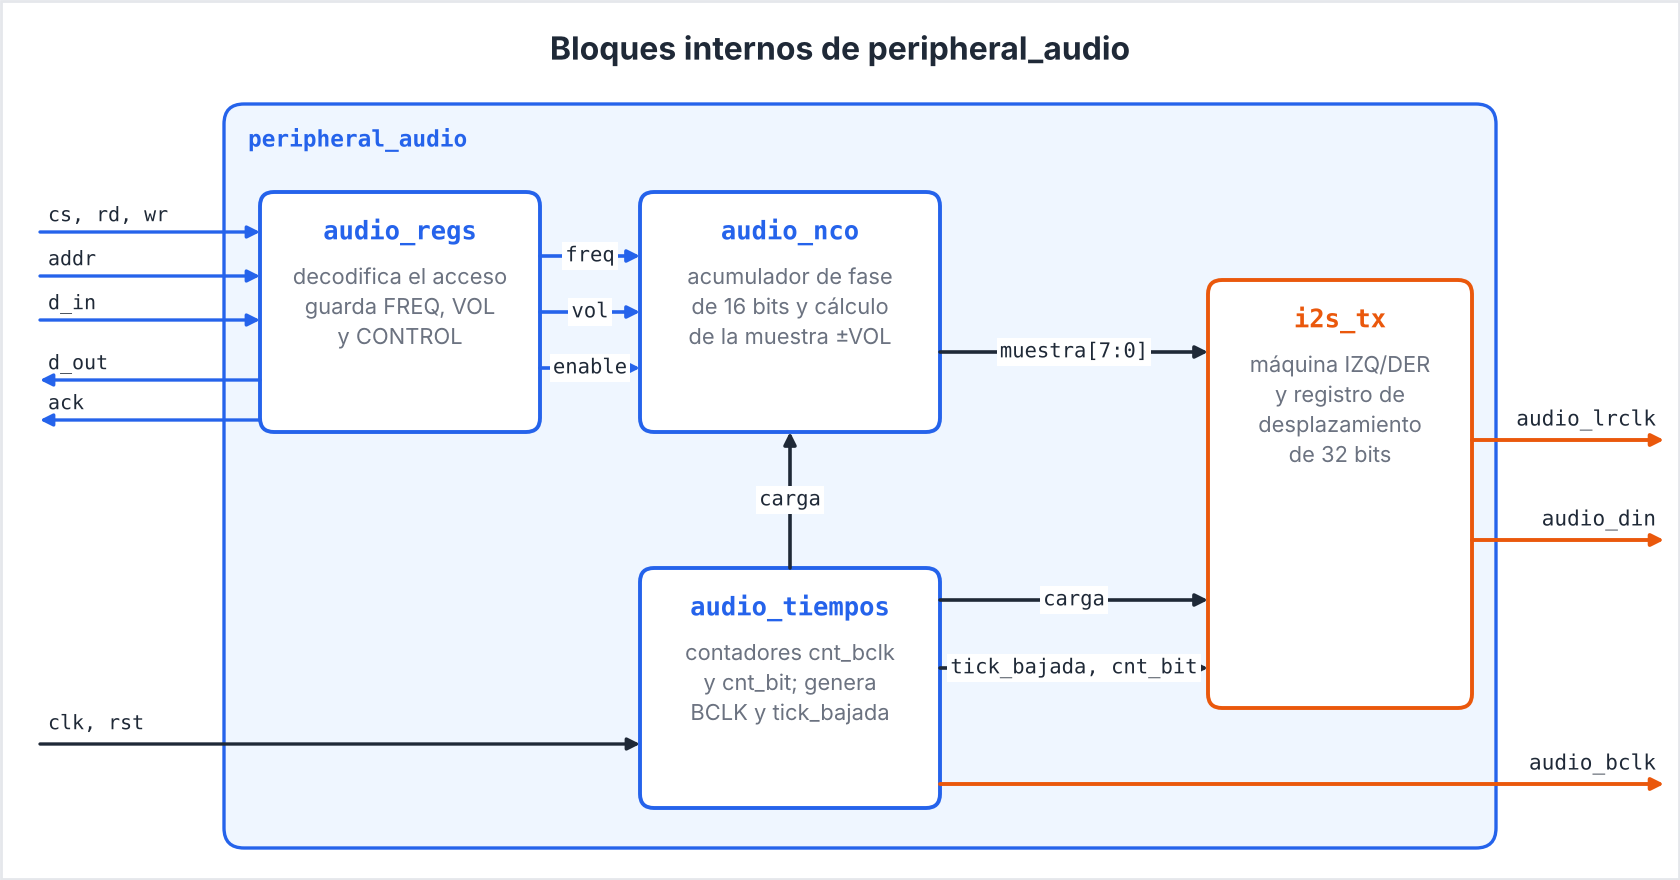 Bloques internos de peripheral_audio
peripheral_audio
cs, rd, wr
addr
d_in
d_out
ack
audio_regs
decodifica el acceso
guarda FREQ, VOL
y CONTROL
freq
vol
enable
audio_nco
acumulador de fase
de 16 bits y cálculo
de la muestra ±VOL
muestra[7:0]
i2s_tx
máquina IZQ/DER
y registro de
desplazamiento
de 32 bits
audio_lrclk
audio_din
carga
audio_tiempos
contadores cnt_bclk
y cnt_bit; genera
BCLK y tick_bajada
carga
tick_bajada, cnt_bit
clk, rst
audio_bclk